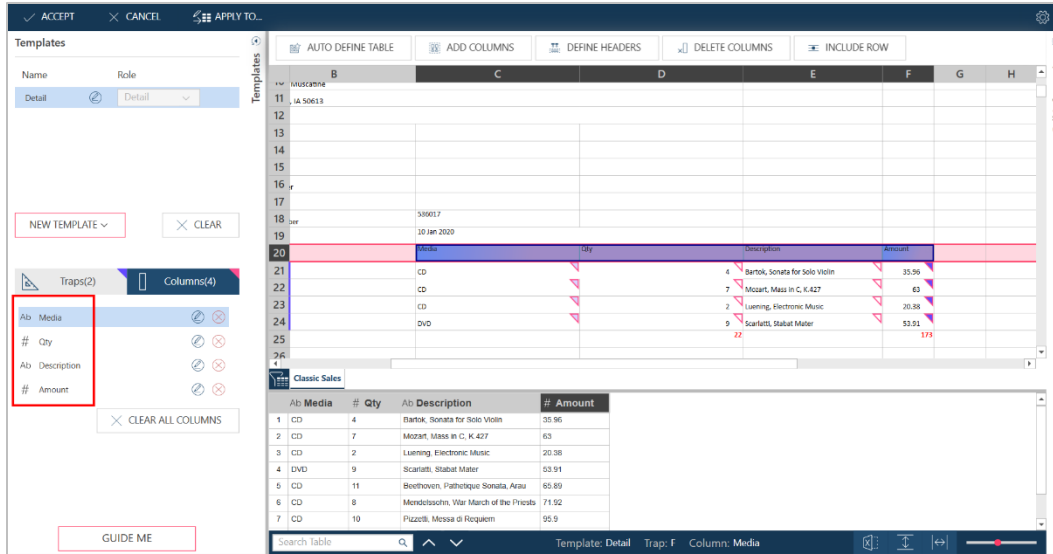 ACCEPT CANCEL APPLY TO...
Templates
Name Role
Detail Detail
NEW TEMPLATE CLEAR
Traps(2) Columns(4)
Ab Media
# Qty
Ab Description
# Amount
CLEAR ALL COLUMNS
GUIDE ME
Templates
AUTO DEFINE TABLE ADD COLUMNS DEFINE HEADERS DELETE COLUMNS INCLUDE ROW
B C D E F G H
10 Muscatine
11 , IA 50613
12
13
14
15
16 r
17
18 per 536017
19 10 Jan 2020
20 Media Qty Description Amount
21 CD 4 Bartok, Sonata for Solo Violin 35.96
22 CD 7 Mozart, Mass in C, K.427 63
23 CD 2 Luening, Electronic Music 20.38
24 DVD 9 Scarlatti, Stabat Mater 53.91
25 22 173
26
Classic Sales
Ab Media # Qty Ab Description # Amount
1 CD 4 Bartok, Sonata for Solo Violin 35.96
2 CD 7 Mozart, Mass in C, K.427 63
3 CD 2 Luening, Electronic Music 20.38
4 DVD 9 Scarlatti, Stabat Mater 53.91
5 CD 11 Beethoven, Pathetique Sonata, Arau 65.89
6 CD 8 Mendelssohn, War March of the Priests 71.92
7 CD 10 Pizzetti, Messa di Requiem 95.9
Search Table Template: Detail Trap: F Column: Media